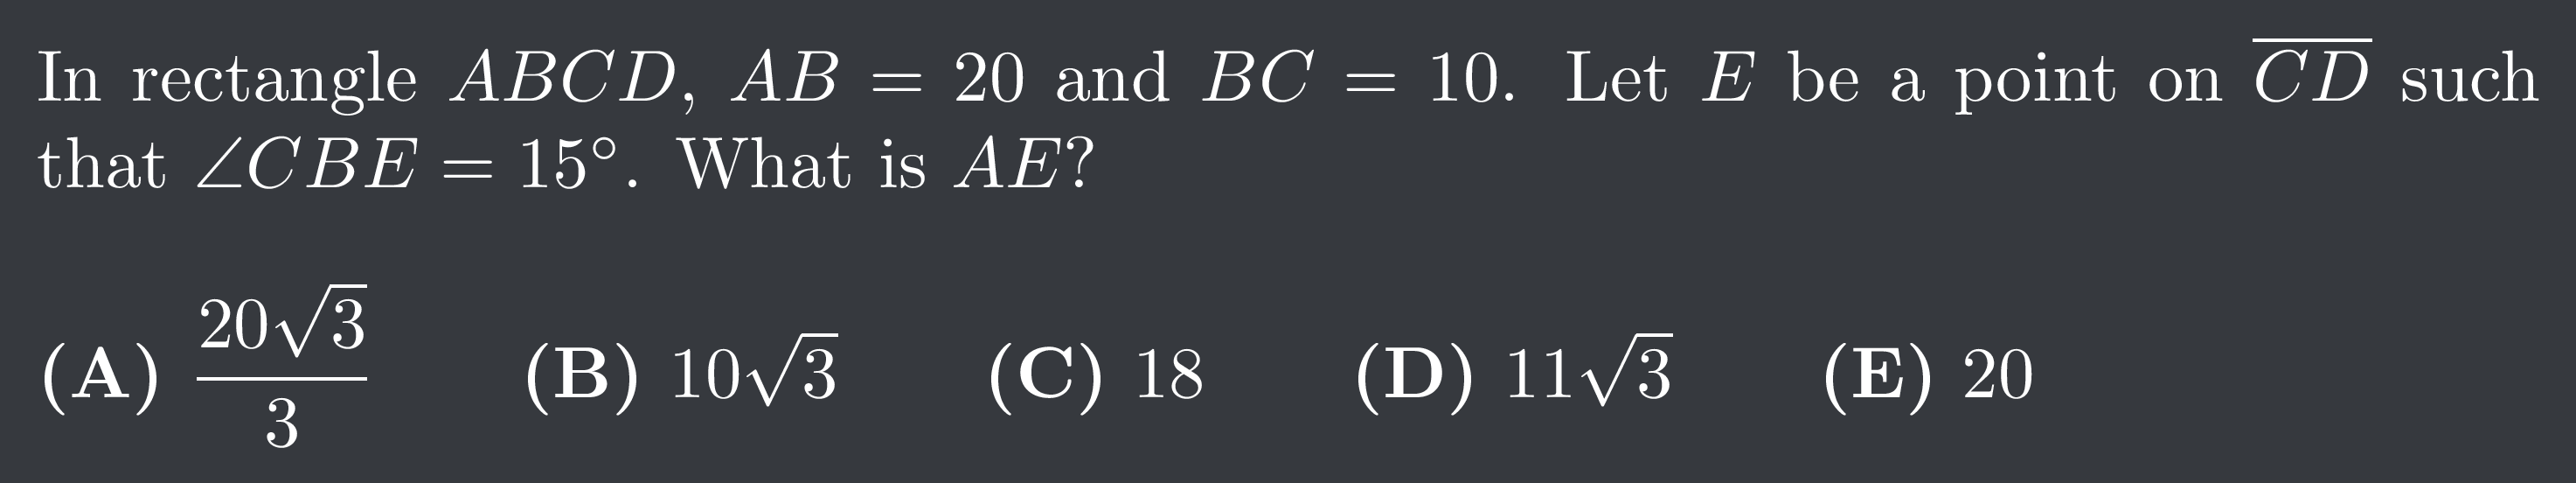 In rectangle $ABCD$, $AB = 20$ and $BC = 10$. Let $E$ be a point on $\overline{CD}$ such
that $\angle CBE = 15^\circ$. What is $AE$?
(A) $\frac{20\sqrt{3}}{3}$ (B) $10\sqrt{3}$ (C) 18 (D) $11\sqrt{3}$ (E) 20